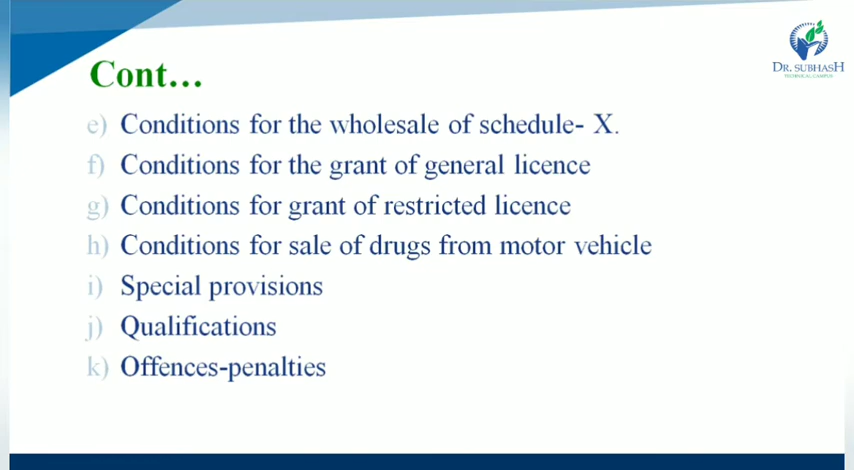 DR. SUBHASH
TECHNICAL CAMPUS
Cont…
e) Conditions for the wholesale of schedule- X.
f) Conditions for the grant of general licence
g) Conditions for grant of restricted licence
h) Conditions for sale of drugs from motor vehicle
i) Special provisions
j) Qualifications
k) Offences-penalties